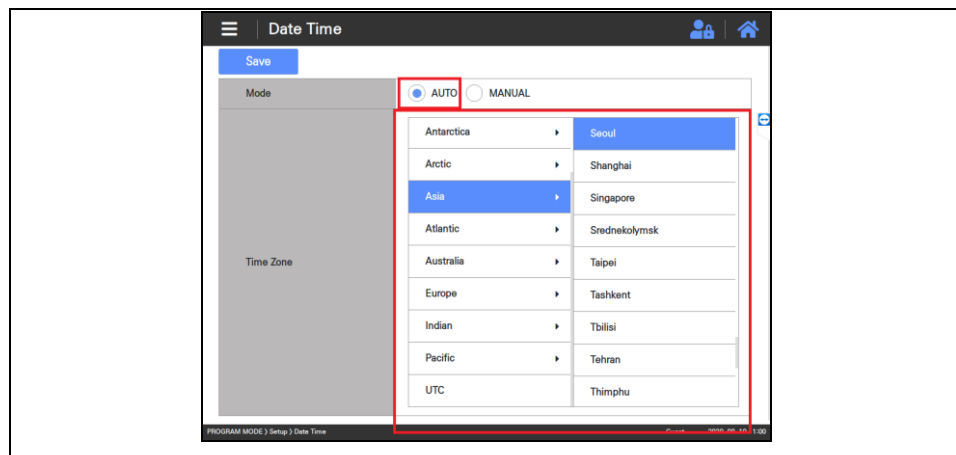 Date Time
Save
Mode
AUTO MANUAL
Time Zone
Antarctica
Arctic
Asia
Atlantic
Australia
Europe
Indian
Pacific
UTC
Seoul
Shanghai
Singapore
Srednekolymsk
Taipei
Tashkent
Tbilisi
Tehran
Thimphu
PROGRAM MODE > Setup > Date Time